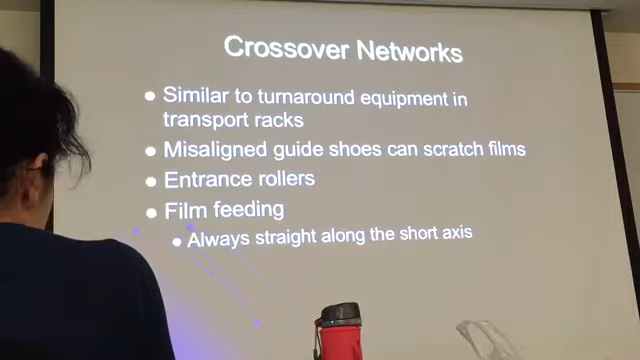 Crossover Networks
• Similar to turnaround equipment in
transport racks
• Misaligned guide shoes can scratch films
• Entrance rollers
• Film feeding
• Always straight along the short axis